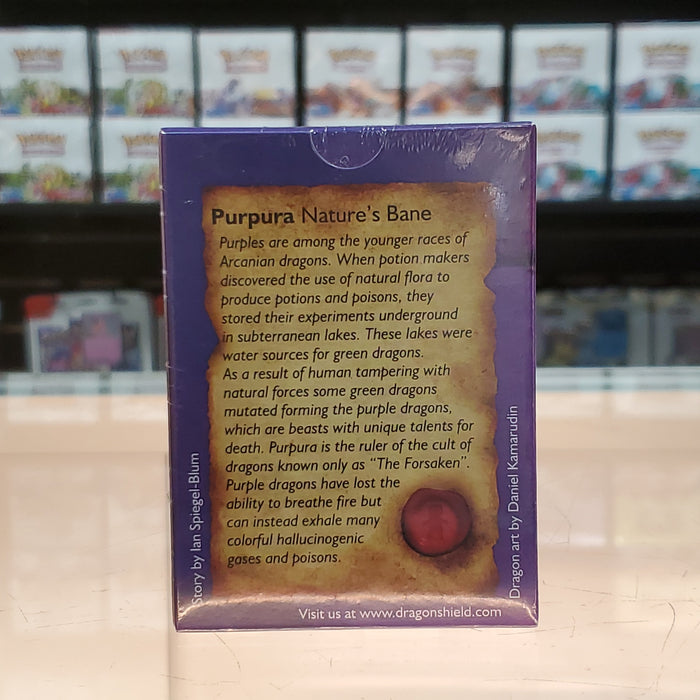 Purpura Nature's Bane
Purples are among the younger races of
Arcanian dragons. When potion makers
discovered the use of natural flora to
produce potions and poisons, they
stored their experiments underground
in subterranean lakes. These lakes were
water sources for green dragons.
As a result of human tampering with
natural forces some green dragons
mutated forming the purple dragons,
which are beasts with unique talents for
death. Purpura is the ruler of the cult of
dragons known only as “The Forsaken”.
Purple dragons have lost the
ability to breathe fire but
can instead exhale many
colorful hallucinogenic
gases and poisons.
Story by Ian Spiegel-Blum
Dragon art by Daniel Kamarudin
Visit us at www.dragonshield.com